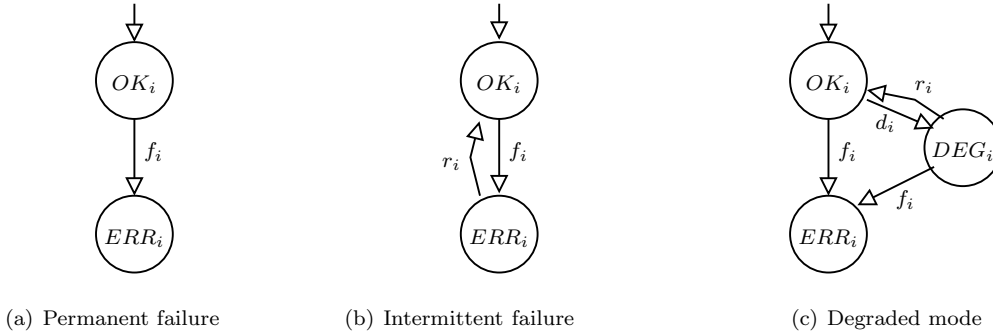 OK_i
f_i
ERR_i
(a) Permanent failure
OK_i
r_i
f_i
ERR_i
(b) Intermittent failure
OK_i
r_i
d_i
DEG_i
f_i
f_i
ERR_i
(c) Degraded mode